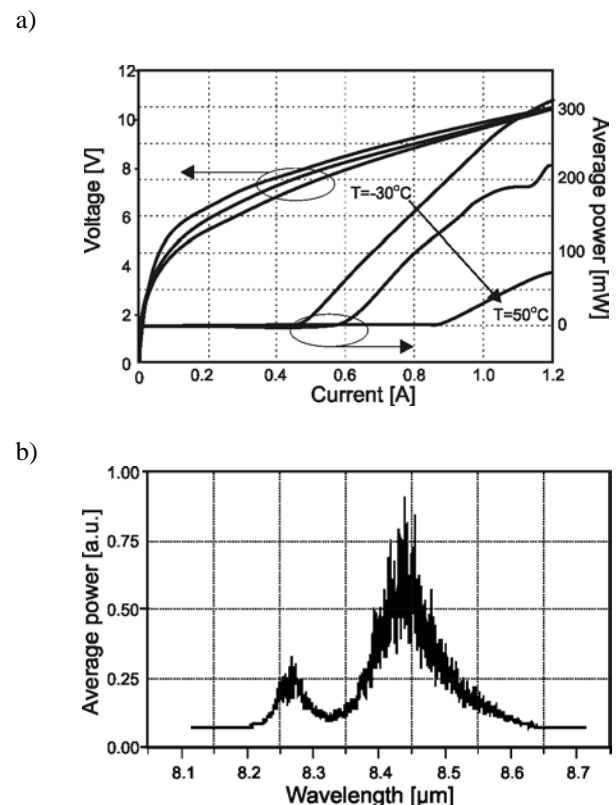 a)
12
10
8
6
4
2
0
Voltage [V]
T=-30°C
T=50°C
300
200
100
0
Average power [mW]
0 0.2 0.4 0.6 0.8 1.0 1.2
Current [A]
b)
1.00
0.75
0.50
0.25
0.00
Average power [a.u.]
8.1 8.2 8.3 8.4 8.5 8.6 8.7
Wavelength [µm]